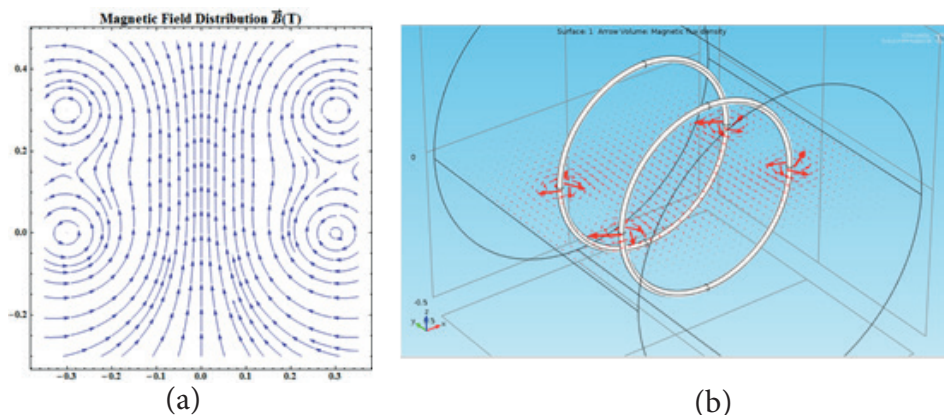 Magnetic Field Distribution B⃗(T)
0.4
0.2
0.0
−0.2
−0.3 −0.2 −0.1 0.0 0.1 0.2 0.3
(a)
Surface: 1 Arrow Volume: Magnetic flux density
0
-0.5
z
y x
(b)